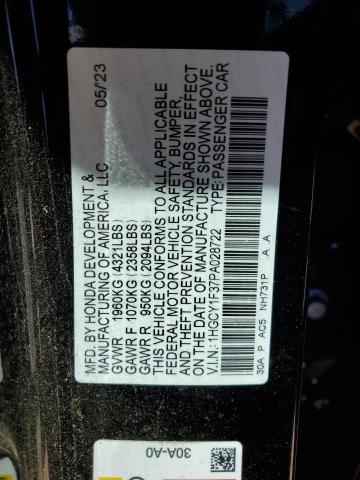 MFD. BY HONDA DEVELOPMENT & 05/23
MANUFACTURING OF AMERICA, LLC
GVWR 1960KG (4321LBS)
GAWR F 1070KG (2358LBS)
GAWR R 950KG (2094LBS)
THIS VEHICLE CONFORMS TO ALL APPLICABLE
FEDERAL MOTOR VEHICLE SAFETY, BUMPER,
AND THEFT PREVENTION STANDARDS IN EFFECT
ON THE DATE OF MANUFACTURE SHOWN ABOVE.
V.I.N.: 1HGCY1F37PA028722 TYPE: PASSENGER CAR
30A P AC5 NH731P .A .A
30A-A0